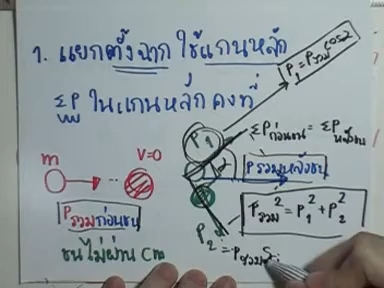 1. แยกตั้งฉาก ใช้แกนหลัก
ΣP ในแกนหลัก คงที่
P₁ = Pรวม cos α
P₁
ΣPก่อนชน = ΣPหลังชน
m
V=0
α
Pรวมหลังชน
Pรวมก่อนชน
Pรวม² = P₁² + P₂²
ชนไม่ผ่าน cm
P₂ = Pรวม